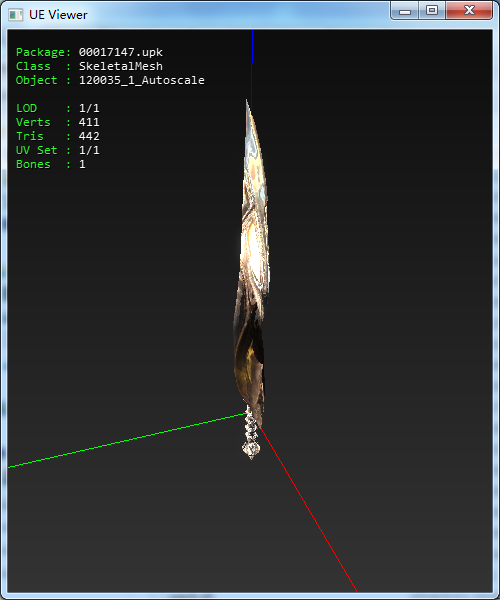 UE Viewer
Package: 00017147.upk
Class  : SkeletalMesh
Object : 120035_1_Autoscale
LOD    : 1/1
Verts  : 411
Tris   : 442
UV Set : 1/1
Bones  : 1